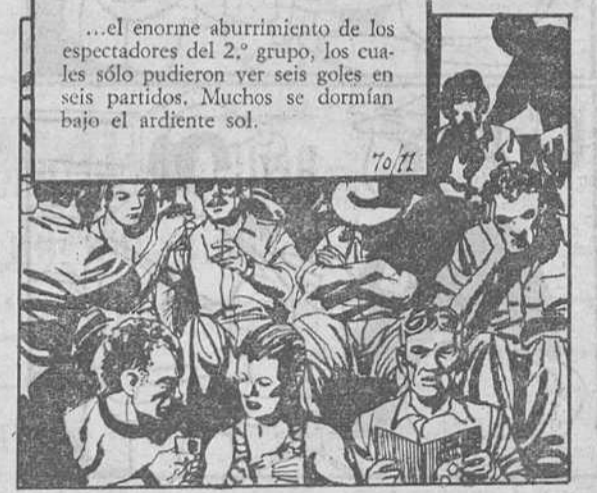 ...el enorme aburrimiento de los
espectadores del 2.º grupo, los cua-
les sólo pudieron ver seis goles en
seis partidos. Muchos se dormían
bajo el ardiente sol.
70/71